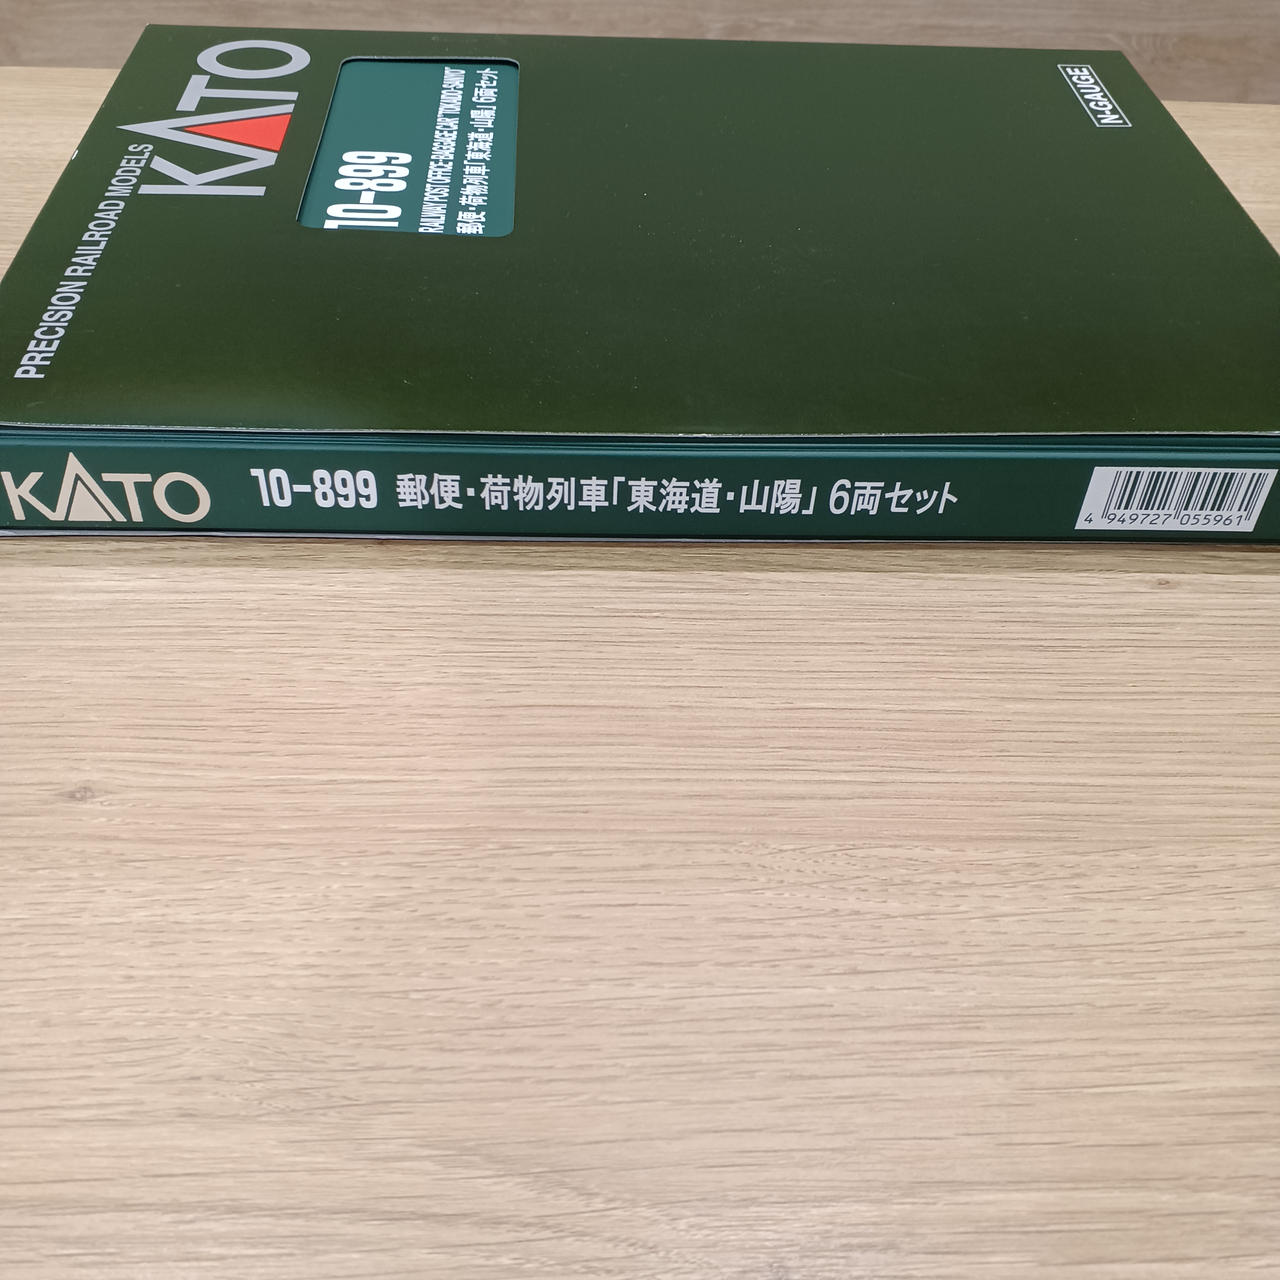 KATO
PRECISION RAILROAD MODELS
10-899
RAILWAY POST OFFICE·BAGGAGE CAR "TOKAIDO·SANYO"
郵便・荷物列車「東海道・山陽」6両セット
N-GAUGE
KATO 10-899 郵便・荷物列車「東海道・山陽」6両セット
4 949727 055961